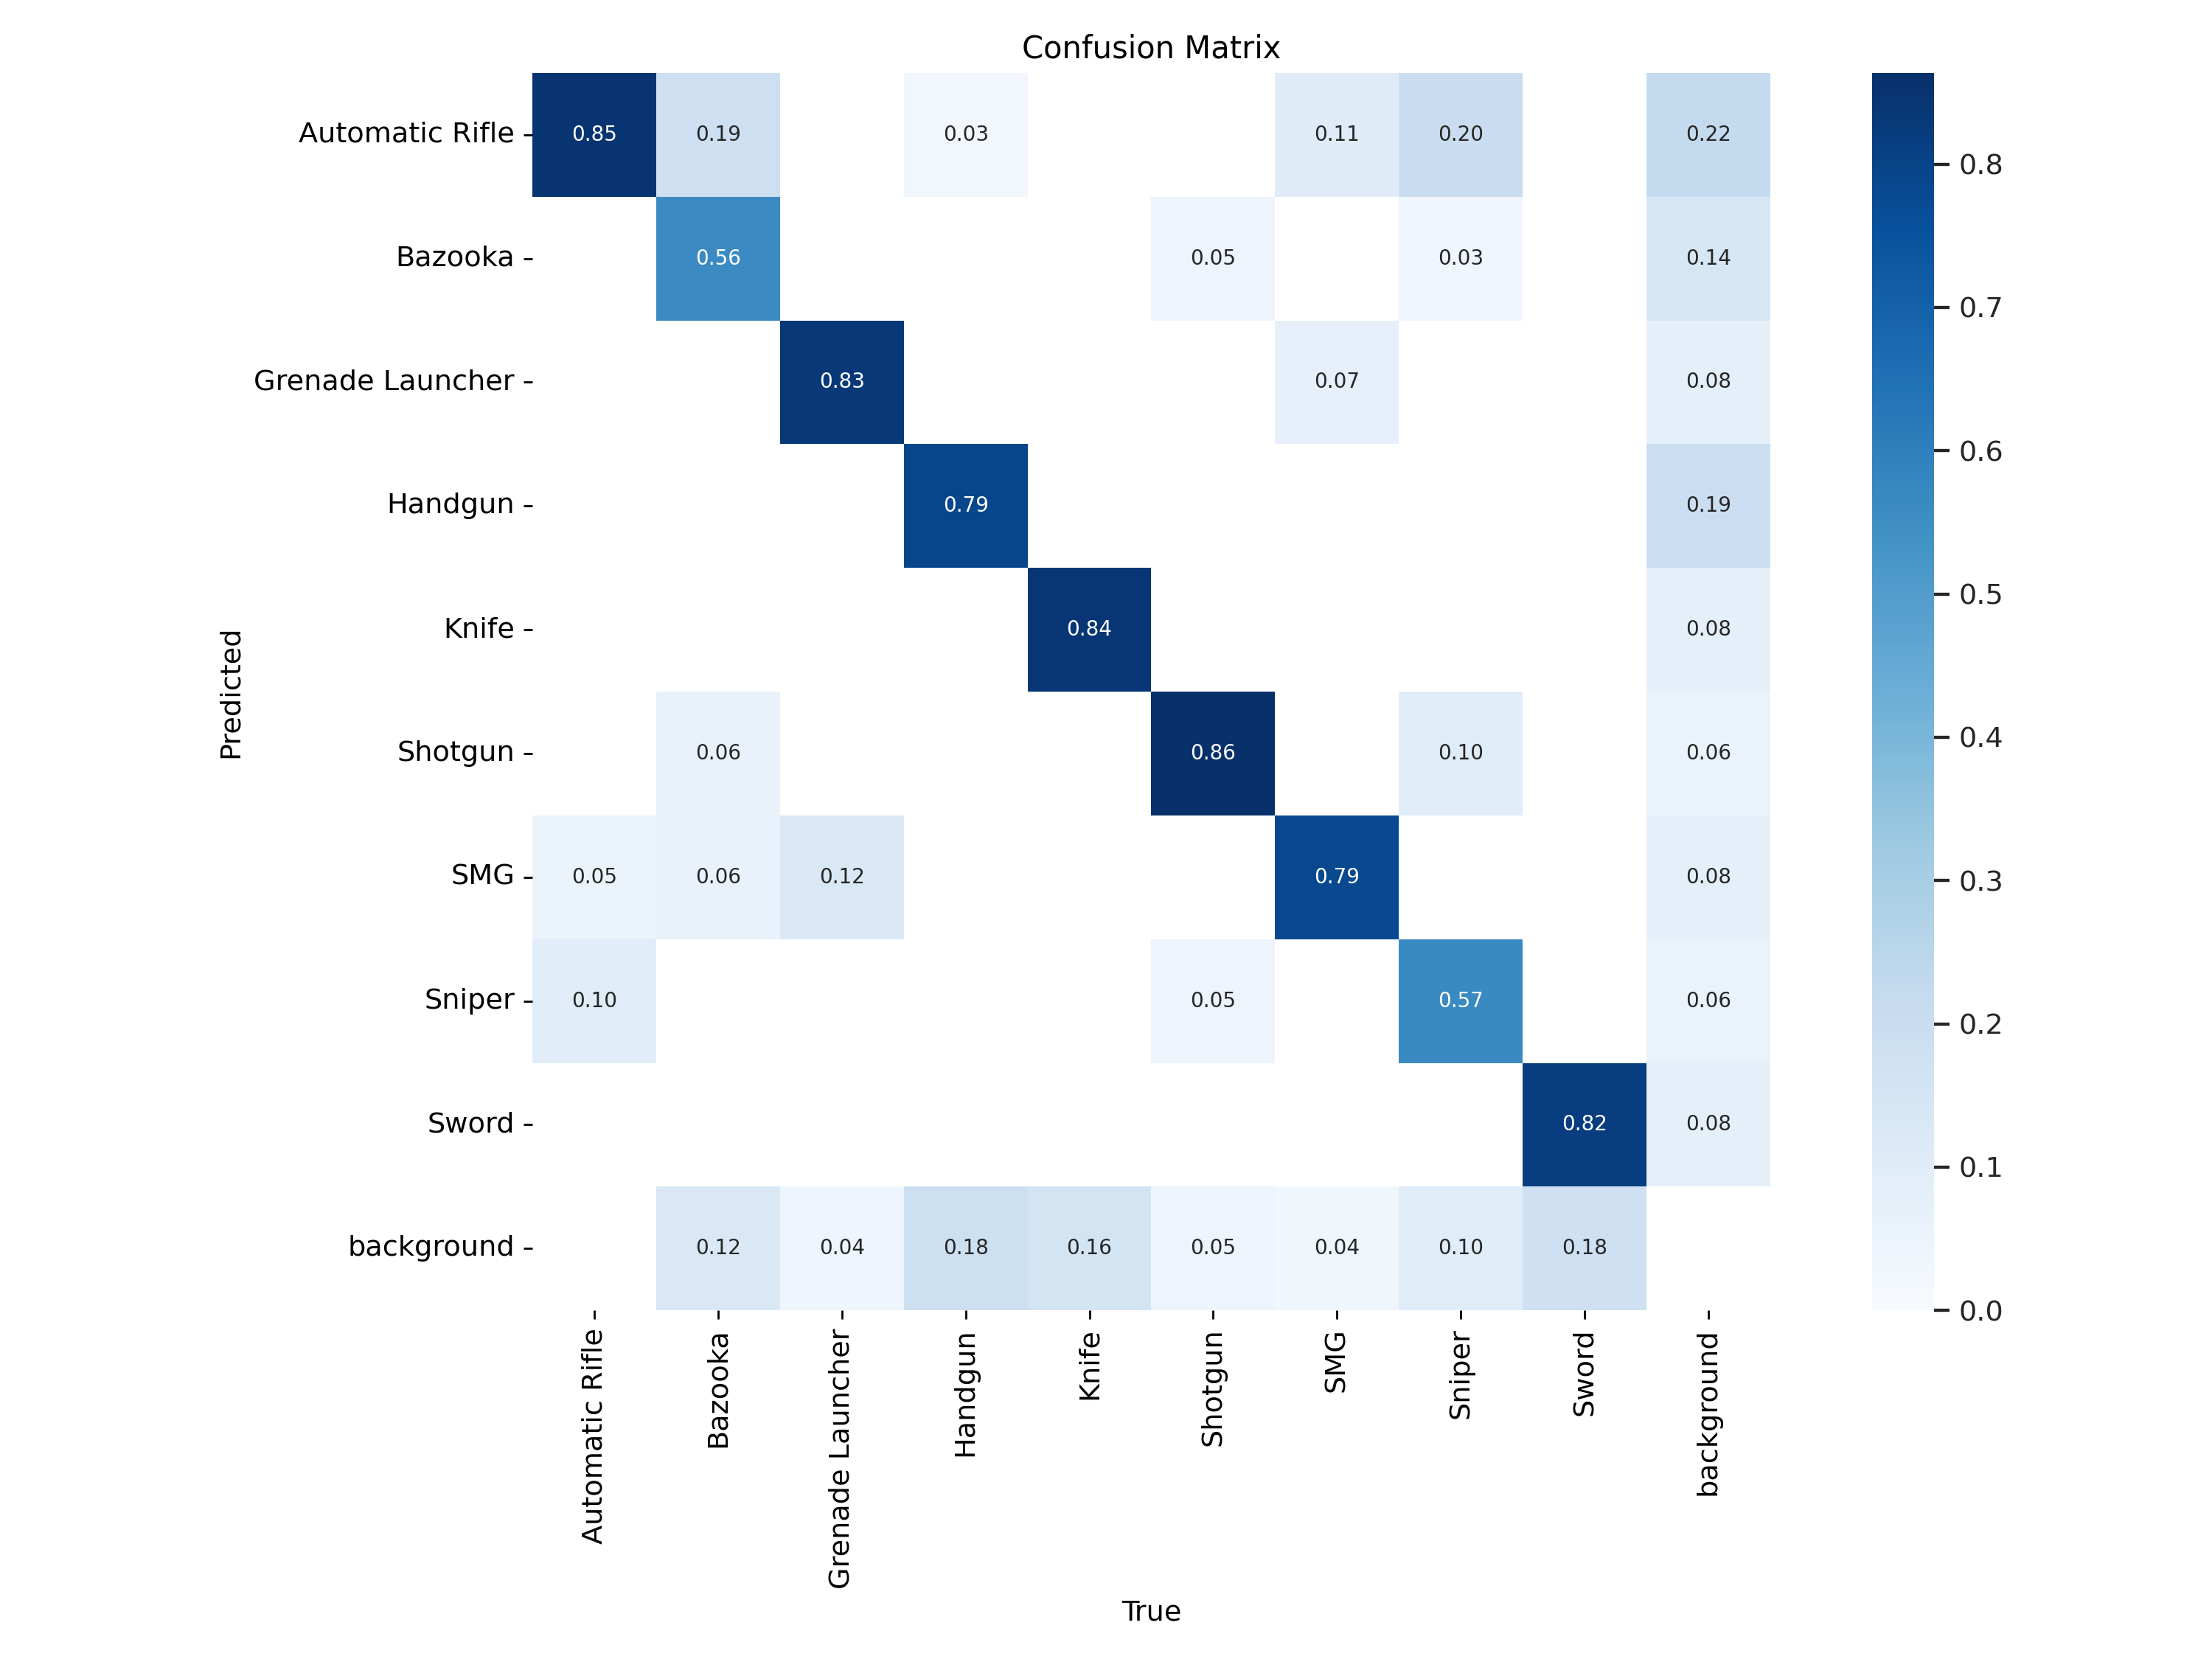 Confusion Matrix
Automatic Rifle 0.85 0.19 0.03 0.11 0.20 0.22
Bazooka 0.56 0.05 0.03 0.14
Grenade Launcher 0.83 0.07 0.08
Handgun 0.79 0.19
Knife 0.84 0.08
Shotgun 0.06 0.86 0.10 0.06
SMG 0.05 0.06 0.12 0.79 0.08
Sniper 0.10 0.05 0.57 0.06
Sword 0.82 0.08
background 0.12 0.04 0.18 0.16 0.05 0.04 0.10 0.18
Predicted
Automatic Rifle
Bazooka
Grenade Launcher
Handgun
Knife
Shotgun
SMG
Sniper
Sword
background
True
0.8
0.7
0.6
0.5
0.4
0.3
0.2
0.1
0.0